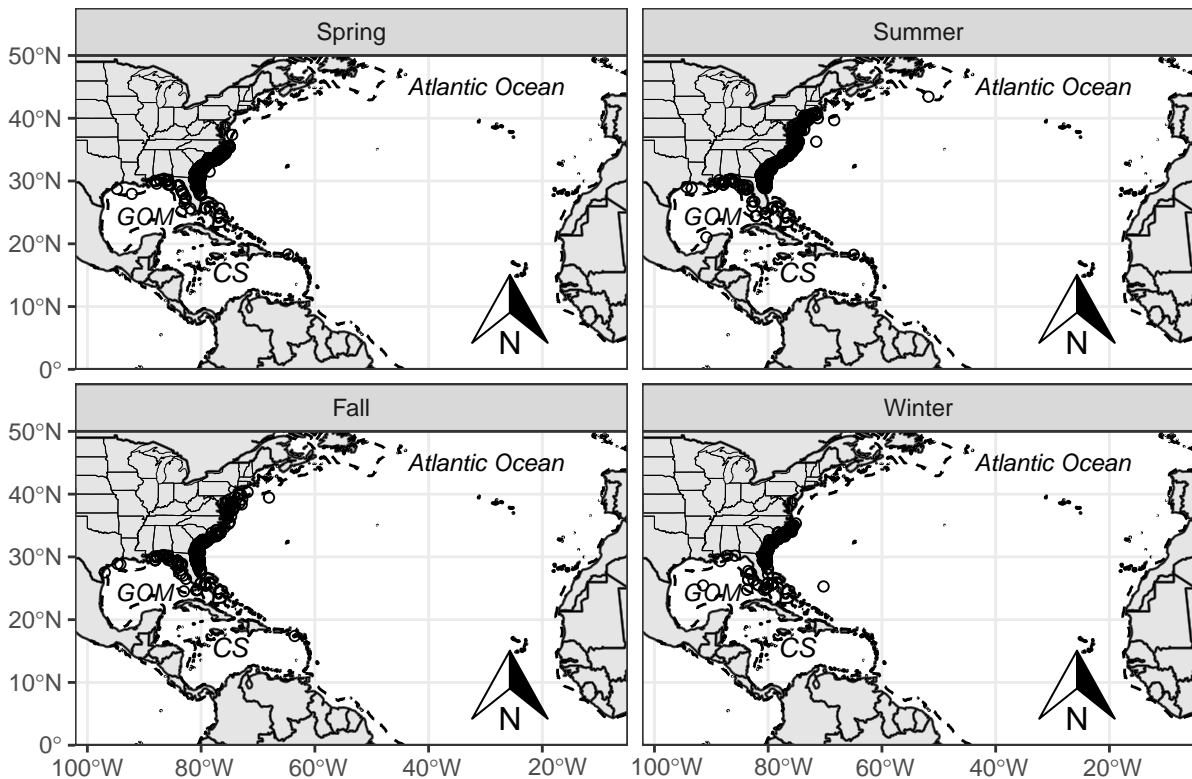 Spring
Summer
50°N
40°N
30°N
20°N
10°N
0°
Atlantic Ocean
GOM
CS
N
Atlantic Ocean
GOM
CS
N
Fall
Winter
50°N
40°N
30°N
20°N
10°N
0°
Atlantic Ocean
GOM
CS
N
Atlantic Ocean
GOM
CS
N
100°W 80°W 60°W 40°W 20°W
100°W 80°W 60°W 40°W 20°W